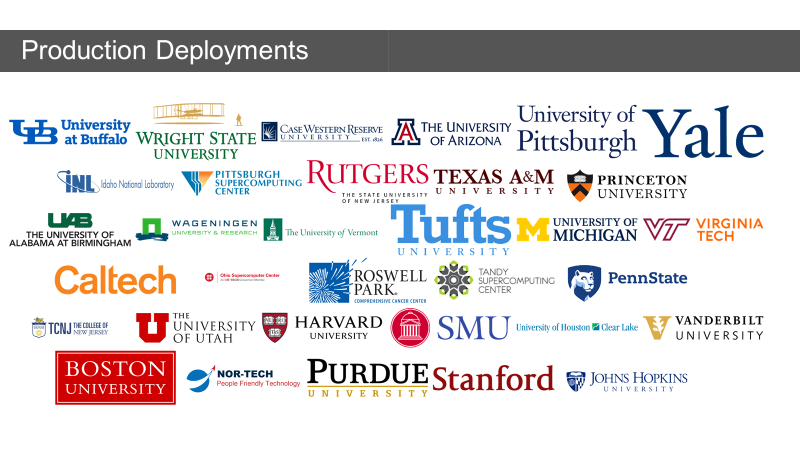 Production Deployments
UB University
at Buffalo
WRIGHT STATE
UNIVERSITY
CASE WESTERN RESERVE
UNIVERSITY EST. 1826
A THE UNIVERSITY
OF ARIZONA
University of
Pittsburgh
Yale
INL Idaho National Laboratory
PITTSBURGH
SUPERCOMPUTING
CENTER
RUTGERS
THE STATE UNIVERSITY
OF NEW JERSEY
TEXAS A&M
UNIVERSITY
PRINCETON
UNIVERSITY
UAB
THE UNIVERSITY OF
ALABAMA AT BIRMINGHAM
WAGENINGEN
UNIVERSITY & RESEARCH
The University of Vermont
Tufts
UNIVERSITY
M UNIVERSITY OF
MICHIGAN
VT VIRGINIA
TECH
Caltech
Ohio Supercomputer Center
ROSWELL
PARK
COMPREHENSIVE CANCER CENTER
TANDY
SUPERCOMPUTING
CENTER
PennState
TCNJ THE COLLEGE OF
NEW JERSEY
U THE
UNIVERSITY
OF UTAH
HARVARD
UNIVERSITY
SMU
University of Houston Clear Lake
V VANDERBILT
UNIVERSITY
BOSTON
UNIVERSITY
NOR-TECH
People Friendly Technology
PURDUE
UNIVERSITY
Stanford
JOHNS HOPKINS
UNIVERSITY